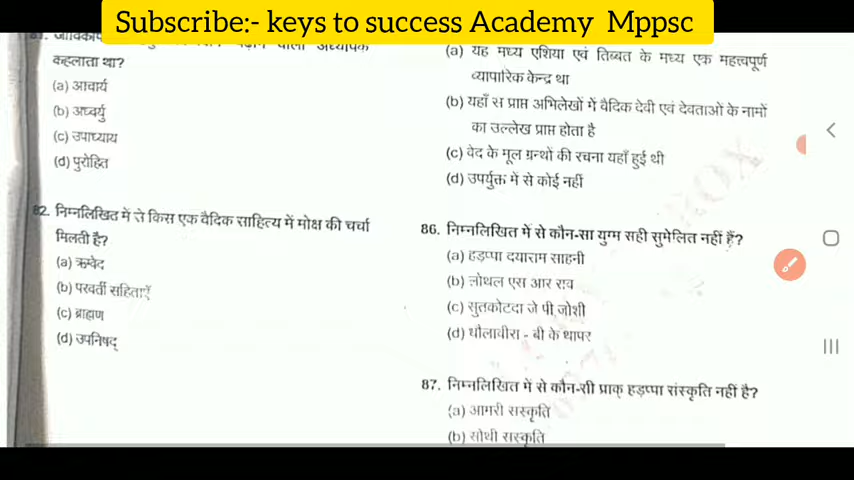 Subscribe:- keys to success Academy Mppsc
कहलाता था?
(a) आचार्य
(b) अध्वर्यु
(c) उपाध्याय
(d) पुरोहित
82. निम्नलिखित में से किस एक वैदिक साहित्य में मोक्ष की चर्चा
मिलती है?
(a) ऋग्वेद
(b) परवर्ती संहिताएँ
(c) ब्राह्मण
(d) उपनिषद्
(a) यह मध्य एशिया एवं तिब्बत के मध्य एक महत्त्वपूर्ण
व्यापारिक केन्द्र था
(b) यहाँ से प्राप्त अभिलेखों में वैदिक देवी एवं देवताओं के नामों
का उल्लेख प्राप्त होता है
(c) वेद के मूल ग्रन्थों की रचना यहाँ हुई थी
(d) उपर्युक्त में से कोई नहीं
86. निम्नलिखित में से कौन-सा युग्म सही सुमेलित नहीं हैं?
(a) हड़प्पा दयाराम साहनी
(b) लोथल एस आर राव
(c) सुतकोटदा जे पी जोशी
(d) धौलावीरा - बी के थापर
87. निम्नलिखित में से कौन-सी प्राक् हड़प्पा संस्कृति नहीं है?
(a) आमरी संस्कृति
(b) सोथी संस्कृति